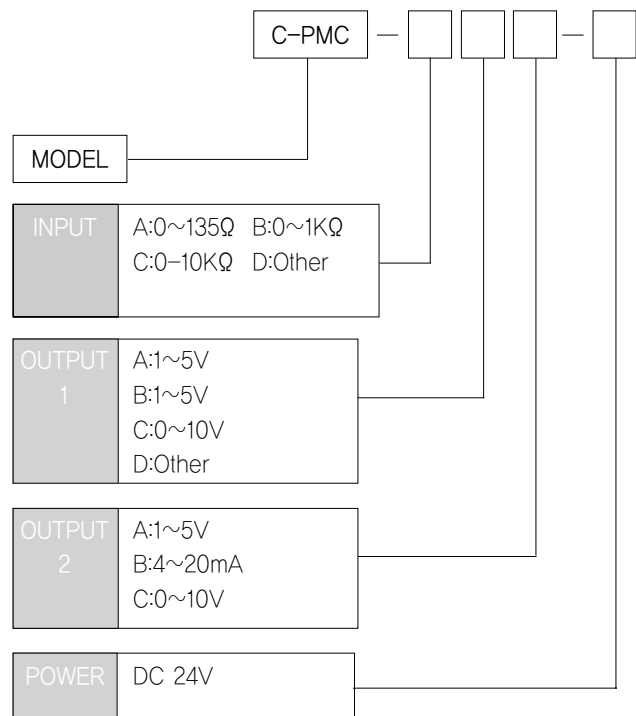 C-PMC — —
MODEL
INPUT
A:0~135Ω B:0~1KΩ
C:0-10KΩ D:Other
OUTPUT
1
A:1~5V
B:1~5V
C:0~10V
D:Other
OUTPUT
2
A:1~5V
B:4~20mA
C:0~10V
POWER
DC 24V